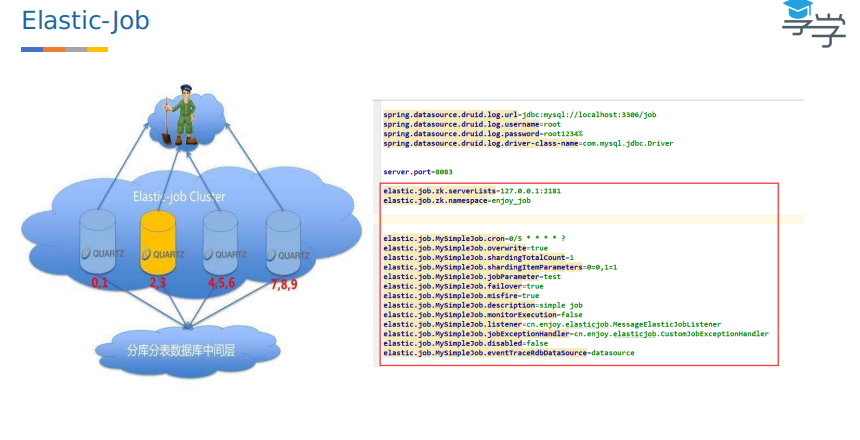 Elastic-Job
学学
Elastic-job Cluster
QUARTZ
QUARTZ
QUARTZ
QUARTZ
0,1
2,3
4,5,6
7,8,9
分库分表数据库中间层
spring.datasource.druid.log.url=jdbc:mysql://localhost:3306/job
spring.datasource.druid.log.username=root
spring.datasource.druid.log.password=root1234%
spring.datasource.druid.log.driver-class-name=com.mysql.jdbc.Driver
server.port=8083
elastic.job.zk.serverLists=127.0.0.1:2181
elastic.job.zk.namespace=enjoy_job
elastic.job.MySimpleJob.cron=0/5 * * * * ?
elastic.job.MySimpleJob.overwrite=true
elastic.job.MySimpleJob.shardingTotalCount=1
elastic.job.MySimpleJob.shardingItemParameters=0=0,1=1
elastic.job.MySimpleJob.jobParameter=test
elastic.job.MySimpleJob.failover=true
elastic.job.MySimpleJob.misfire=true
elastic.job.MySimpleJob.description=simple job
elastic.job.MySimpleJob.monitorExecution=false
elastic.job.MySimpleJob.listener=cn.enjoy.elasticjob.MessageElasticJobListener
elastic.job.MySimpleJob.jobExceptionHandler=cn.enjoy.elasticjob.CustomJobExceptionHandler
elastic.job.MySimpleJob.disabled=false
elastic.job.MySimpleJob.eventTraceRdbDataSource=datasource